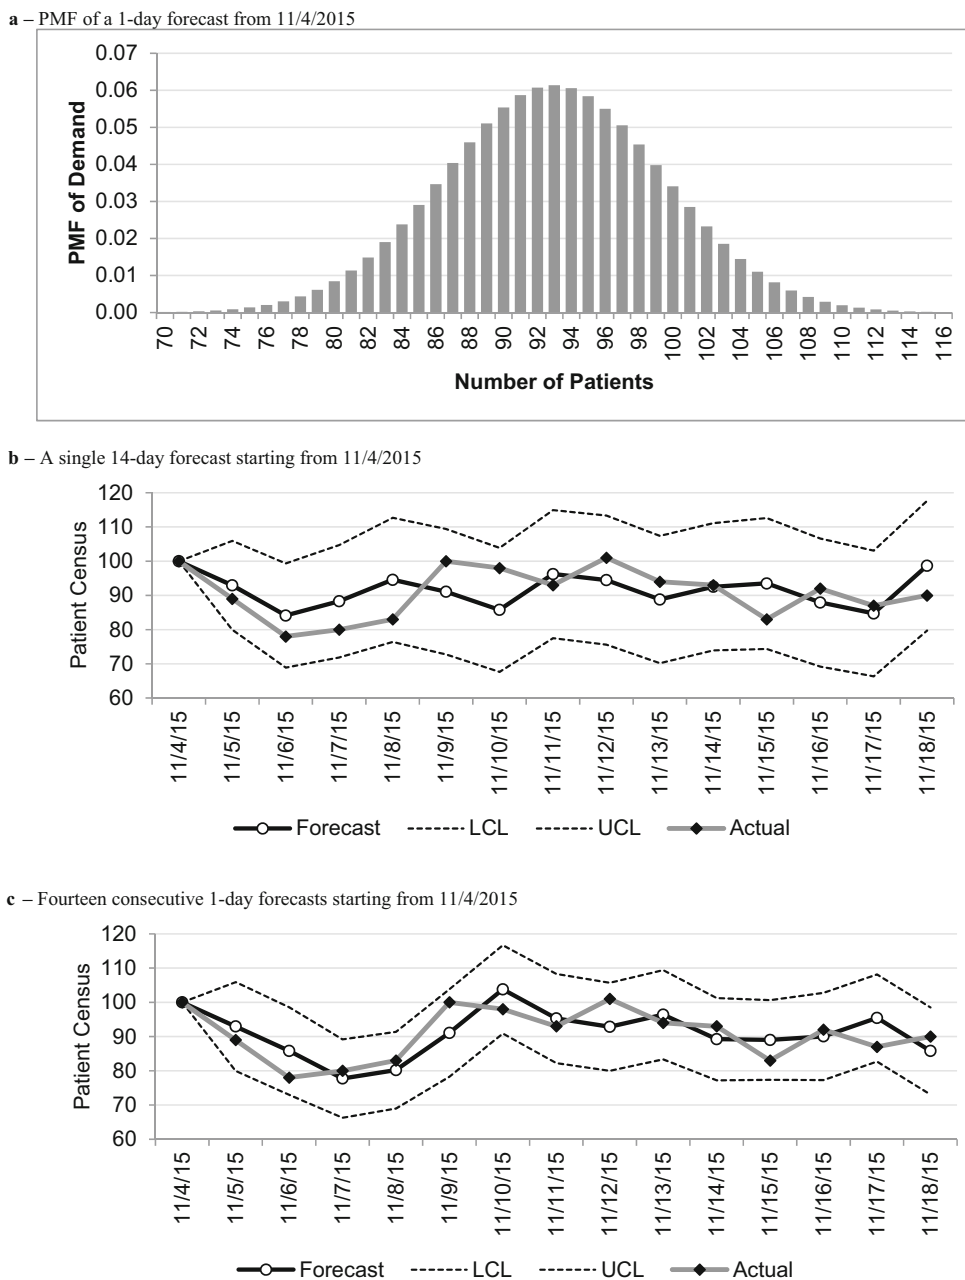 a – PMF of a 1-day forecast from 11/4/2015
0.07
0.06
0.05
0.04
0.03
0.02
0.01
0.00
PMF of Demand
70 72 74 76 78 80 82 84 86 88 90 92 94 96 98 100 102 104 106 108 110 112 114 116
Number of Patients
b – A single 14-day forecast starting from 11/4/2015
120
110
100
90
80
70
60
Patient Census
11/4/15 11/5/15 11/6/15 11/7/15 11/8/15 11/9/15 11/10/15 11/11/15 11/12/15 11/13/15 11/14/15 11/15/15 11/16/15 11/17/15 11/18/15
Forecast LCL UCL Actual
c – Fourteen consecutive 1-day forecasts starting from 11/4/2015
120
110
100
90
80
70
60
Patient Census
11/4/15 11/5/15 11/6/15 11/7/15 11/8/15 11/9/15 11/10/15 11/11/15 11/12/15 11/13/15 11/14/15 11/15/15 11/16/15 11/17/15 11/18/15
Forecast LCL UCL Actual